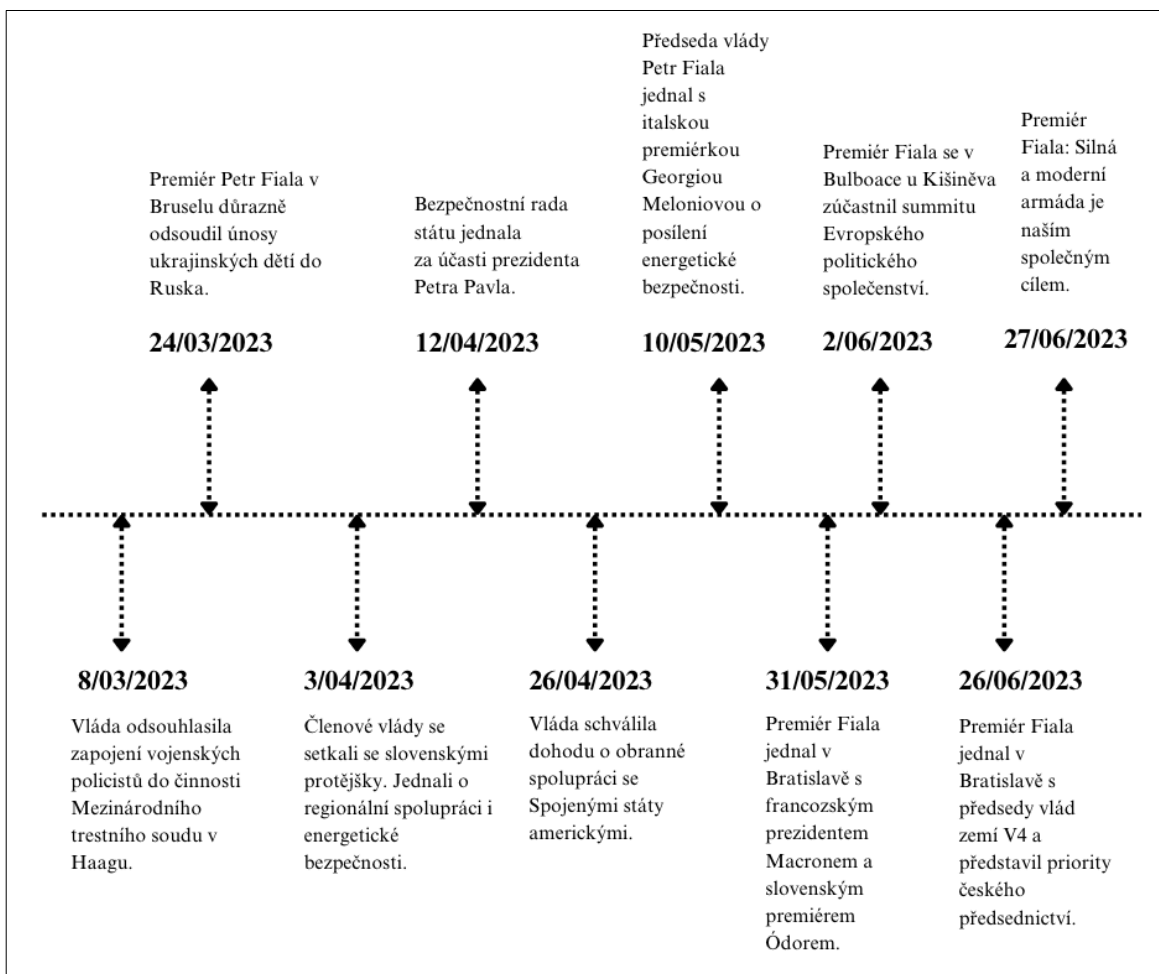 Premiér Petr Fiala v
Bruselu důrazně
odsoudil únosy
ukrajinských dětí do
Ruska.
24/03/2023
Bezpečnostní rada
státu jednala
za účasti prezidenta
Petra Pavla.
12/04/2023
Předseda vlády
Petr Fiala
jednal s
italskou
premiérkou
Georgiou
Meloniovou o
posílení
energetické
bezpečnosti.
10/05/2023
Premiér Fiala se v
Bulboace u Kišiněva
zúčastnil summitu
Evropského
politického
společenství.
2/06/2023
Premiér
Fiala: Silná
a moderní
armáda je
naším
společným
cílem.
27/06/2023
8/03/2023
Vláda odsouhlasila
zapojení vojenských
policistů do činnosti
Mezinárodního
trestního soudu v
Haagu.
3/04/2023
Členové vlády se
setkali se slovenskými
protějšky. Jednali o
regionální spolupráci i
energetické
bezpečnosti.
26/04/2023
Vláda schválila
dohodu o obranné
spolupráci se
Spojenými státy
americkými.
31/05/2023
Premiér Fiala
jednal v
Bratislavě s
francozským
prezidentem
Macronem a
slovenským
premiérem
Ódorem.
26/06/2023
Premiér Fiala
jednal v
Bratislavě s
předsedy vlád
zemí V4 a
představil priority
českého
předsednictví.